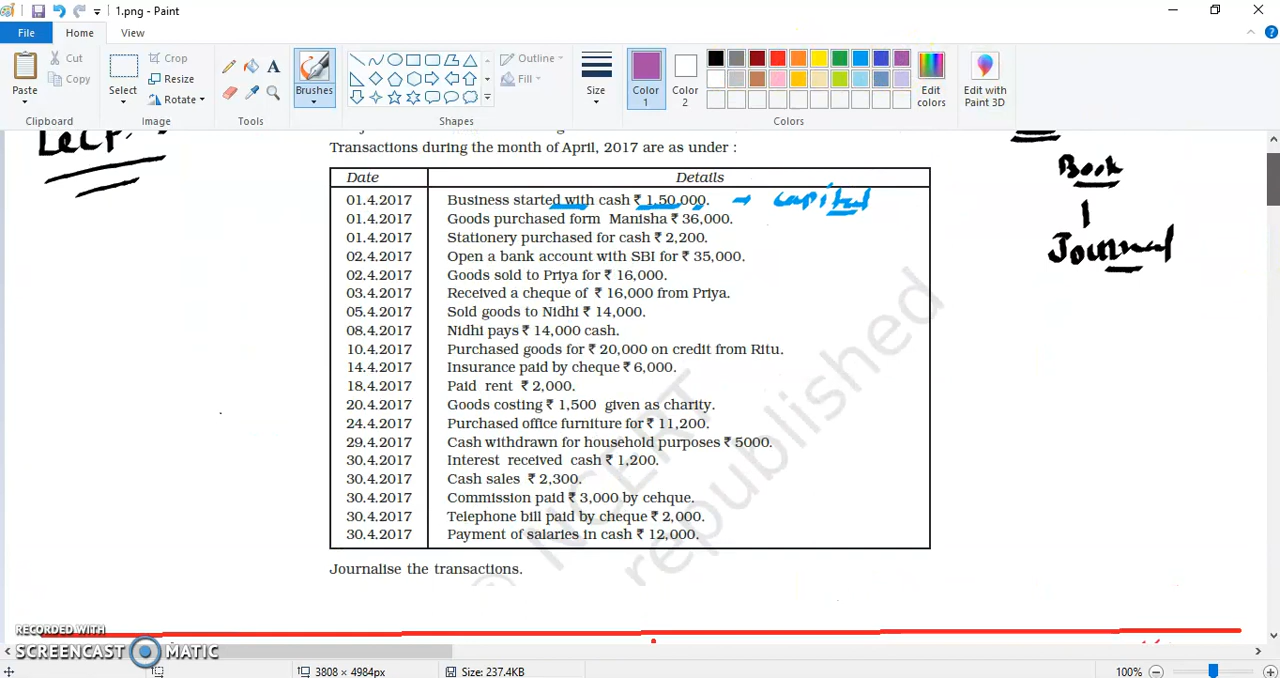 1.png - Paint
File Home View
Paste
Cut
Copy
Clipboard
Select
Crop
Resize
Rotate
Image
Tools
Brushes
Shapes
Outline
Fill
Size
Color 1
Color 2
Edit colors
Colors
Edit with Paint 3D
Lect.
Transactions during the month of April, 2017 are as under :
Date Details
01.4.2017 Business started with cash ₹ 1,50,000. → capital
01.4.2017 Goods purchased form Manisha ₹ 36,000.
01.4.2017 Stationery purchased for cash ₹ 2,200.
02.4.2017 Open a bank account with SBI for ₹ 35,000.
02.4.2017 Goods sold to Priya for ₹ 16,000.
03.4.2017 Received a cheque of ₹ 16,000 from Priya.
05.4.2017 Sold goods to Nidhi ₹ 14,000.
08.4.2017 Nidhi pays ₹ 14,000 cash.
10.4.2017 Purchased goods for ₹ 20,000 on credit from Ritu.
14.4.2017 Insurance paid by cheque ₹ 6,000.
18.4.2017 Paid rent ₹ 2,000.
20.4.2017 Goods costing ₹ 1,500 given as charity.
24.4.2017 Purchased office furniture for ₹ 11,200.
29.4.2017 Cash withdrawn for household purposes ₹ 5000.
30.4.2017 Interest received cash ₹ 1,200.
30.4.2017 Cash sales ₹ 2,300.
30.4.2017 Commission paid ₹ 3,000 by cehque.
30.4.2017 Telephone bill paid by cheque ₹ 2,000.
30.4.2017 Payment of salaries in cash ₹ 12,000.
Journalise the transactions.
Book
Journal
© NCERT
republished
RECORDED WITH
SCREENCAST MATIC
3808 × 4984px
Size: 237.4KB
100%